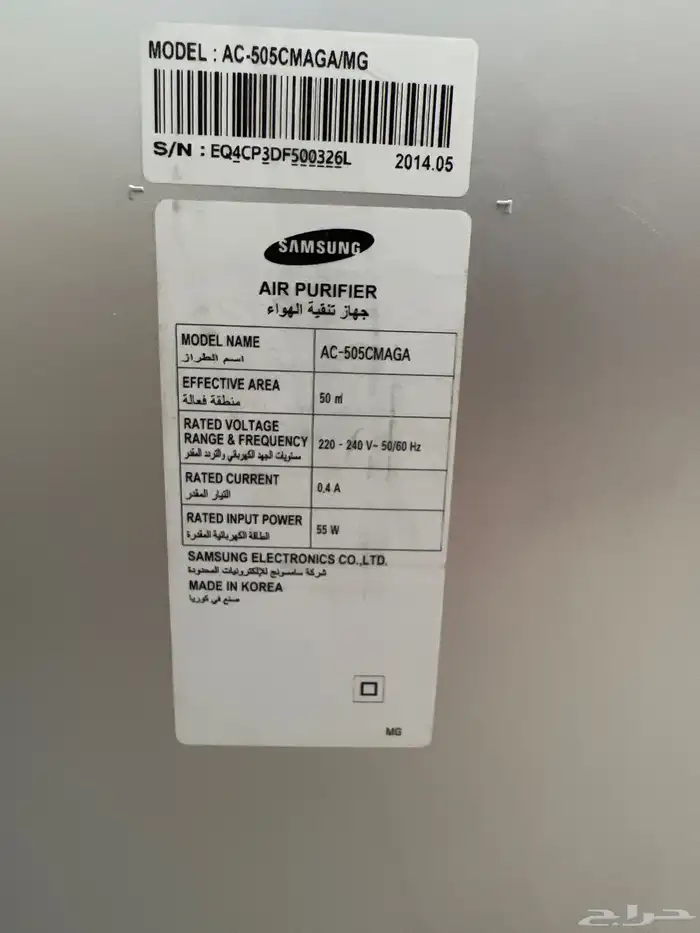 MODEL : AC-505CMAGA/MG
S/N : EQ4CP3DF500326L
2014.05
SAMSUNG
AIR PURIFIER
جهاز تنقية الهواء
MODEL NAME
اسم الطراز
AC-505CMAGA
EFFECTIVE AREA
منطقة فعالة
50 ㎡
RATED VOLTAGE
RANGE & FREQUENCY
مستويات الجهد الكهربائي والتردد المقدر
220 - 240 V~ 50/60 Hz
RATED CURRENT
التيار المقدر
0.4 A
RATED INPUT POWER
الطاقة الكهربائية المقدرة
55 W
SAMSUNG ELECTRONICS CO.,LTD.
شركة سامسونج للإلكترونيات المحدودة
MADE IN KOREA
صنع في كوريا
MG
حراج